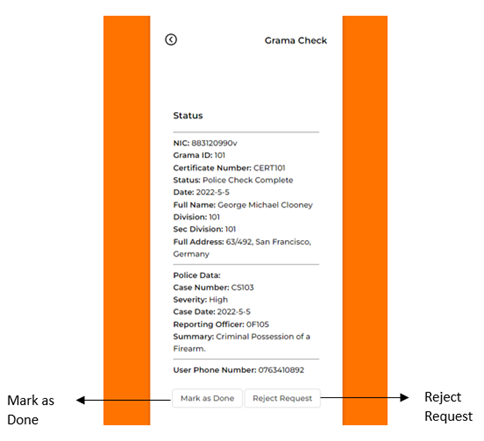 Grama Check
Status
NIC: 883120990v
Grama ID: 101
Certificate Number: CERT101
Status: Police Check Complete
Date: 2022-5-5
Full Name: George Michael Clooney
Division: 101
Sec Division: 101
Full Address: 63/492, San Francisco,
Germany
Police Data:
Case Number: CS103
Severity: High
Case Date: 2022-5-5
Reporting Officer: 0F105
Summary: Criminal Possession of a
Firearm.
User Phone Number: 0763410892
Mark as Done Reject Request
Mark as
Done
Reject
Request